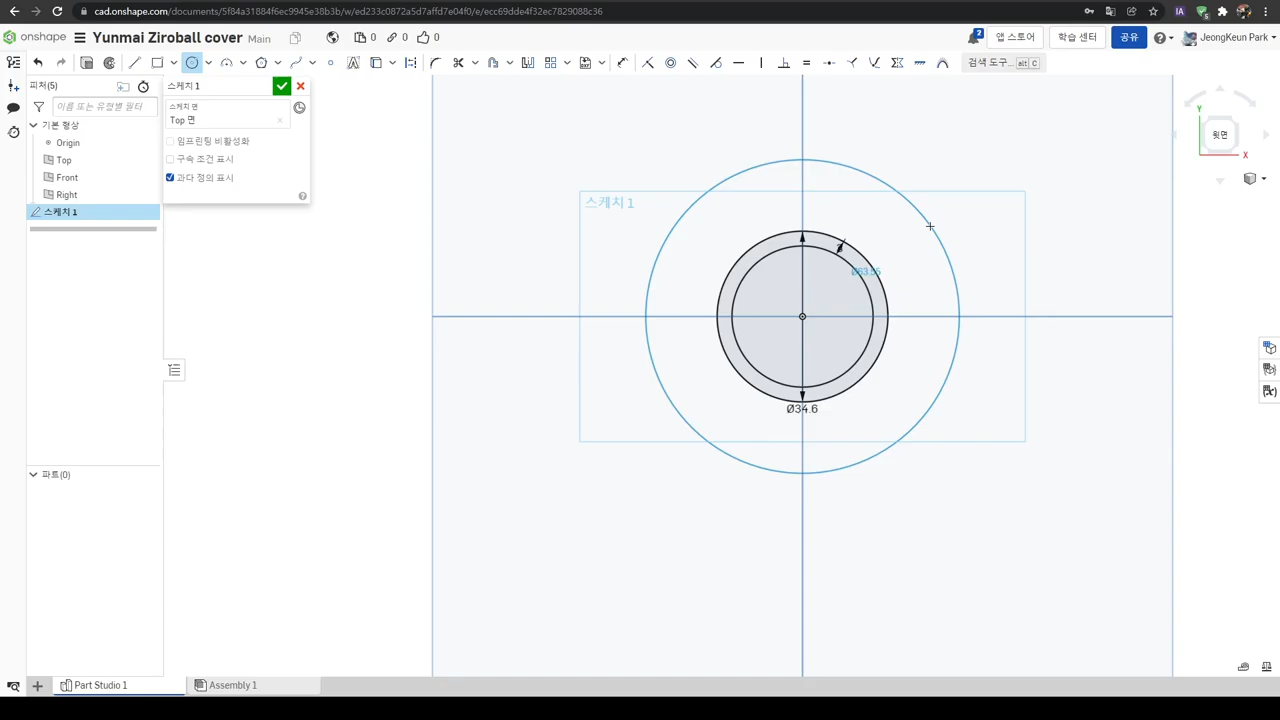 cad.onshape.com/documents/5f84a31884f6ec9945e38b3b/w/ed233c0872a5d7affd7e04f0/e/ecc69dde4f32ec7829088c36
onshape Yunmai Ziroball cover Main 0 0 0 2 앱 스토어 학습 센터 공유 JeongKeun Park
검색 도구... alt C
피처(5)
이름 또는 유형별 필터
기본 형상
Origin
Top
Front
Right
스케치 1
파트(0)
스케치 1
스케치 면
Top 면
임프린팅 비활성화
구속 조건 표시
과다 정의 표시
스케치 1
Ø34.6
Y
윗면
X
Part Studio 1
Assembly 1